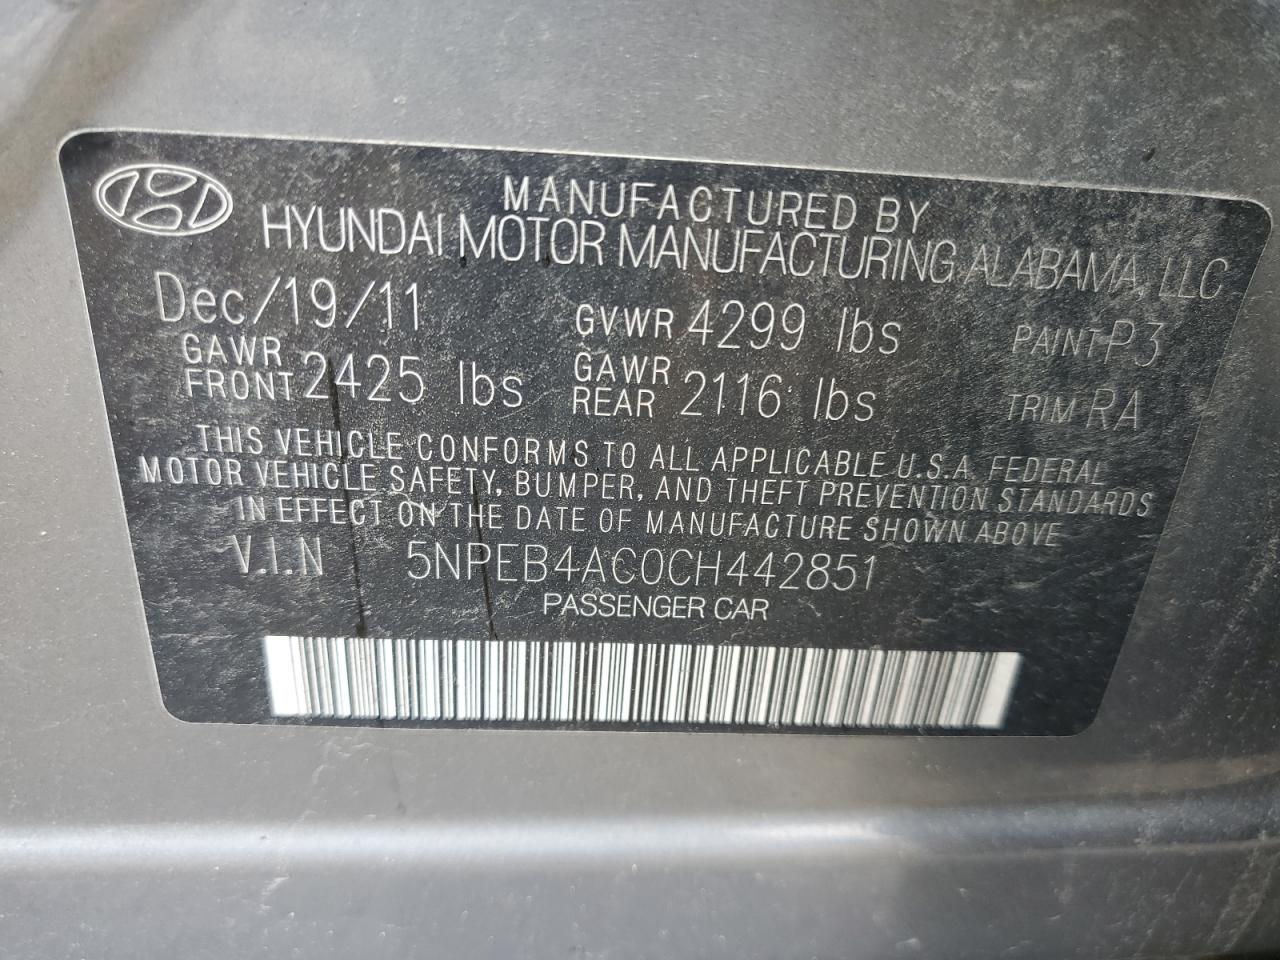 MANUFACTURED BY
HYUNDAI MOTOR MANUFACTURING ALABAMA, LLC
Dec/19/11 GVWR 4299 lbs PAINT P3
GAWR FRONT 2425 lbs GAWR REAR 2116 lbs TRIM RA
THIS VEHICLE CONFORMS TO ALL APPLICABLE U.S.A. FEDERAL
MOTOR VEHICLE SAFETY, BUMPER, AND THEFT PREVENTION STANDARDS
IN EFFECT ON THE DATE OF MANUFACTURE SHOWN ABOVE
V.I.N 5NPEB4AC0CH442851
PASSENGER CAR